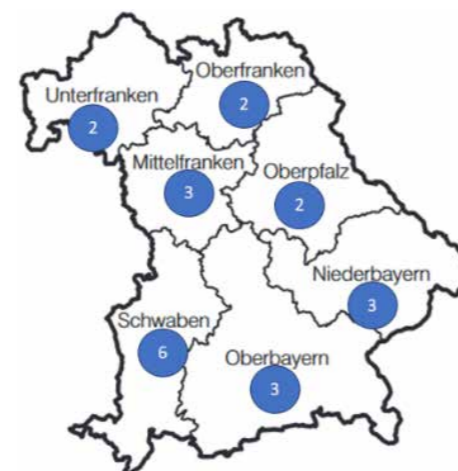 Oberfranken
2
Unterfranken
2
Mittelfranken
3
Oberpfalz
2
Niederbayern
3
Schwaben
6
Oberbayern
3